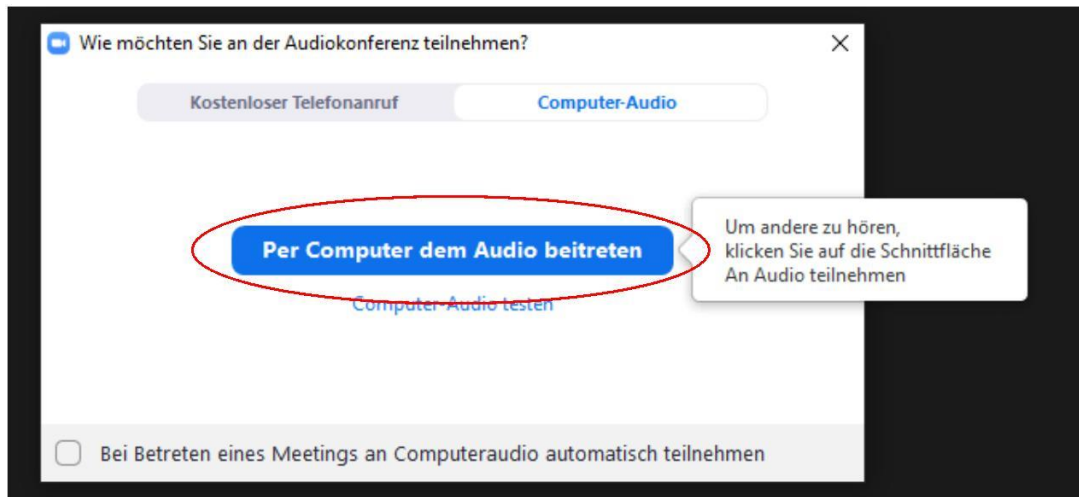 Wie möchten Sie an der Audiokonferenz teilnehmen?
Kostenloser Telefonanruf
Computer-Audio
Per Computer dem Audio beitreten
Um andere zu hören,
klicken Sie auf die Schnittfläche
An Audio teilnehmen
Computer-Audio testen
Bei Betreten eines Meetings an Computeraudio automatisch teilnehmen